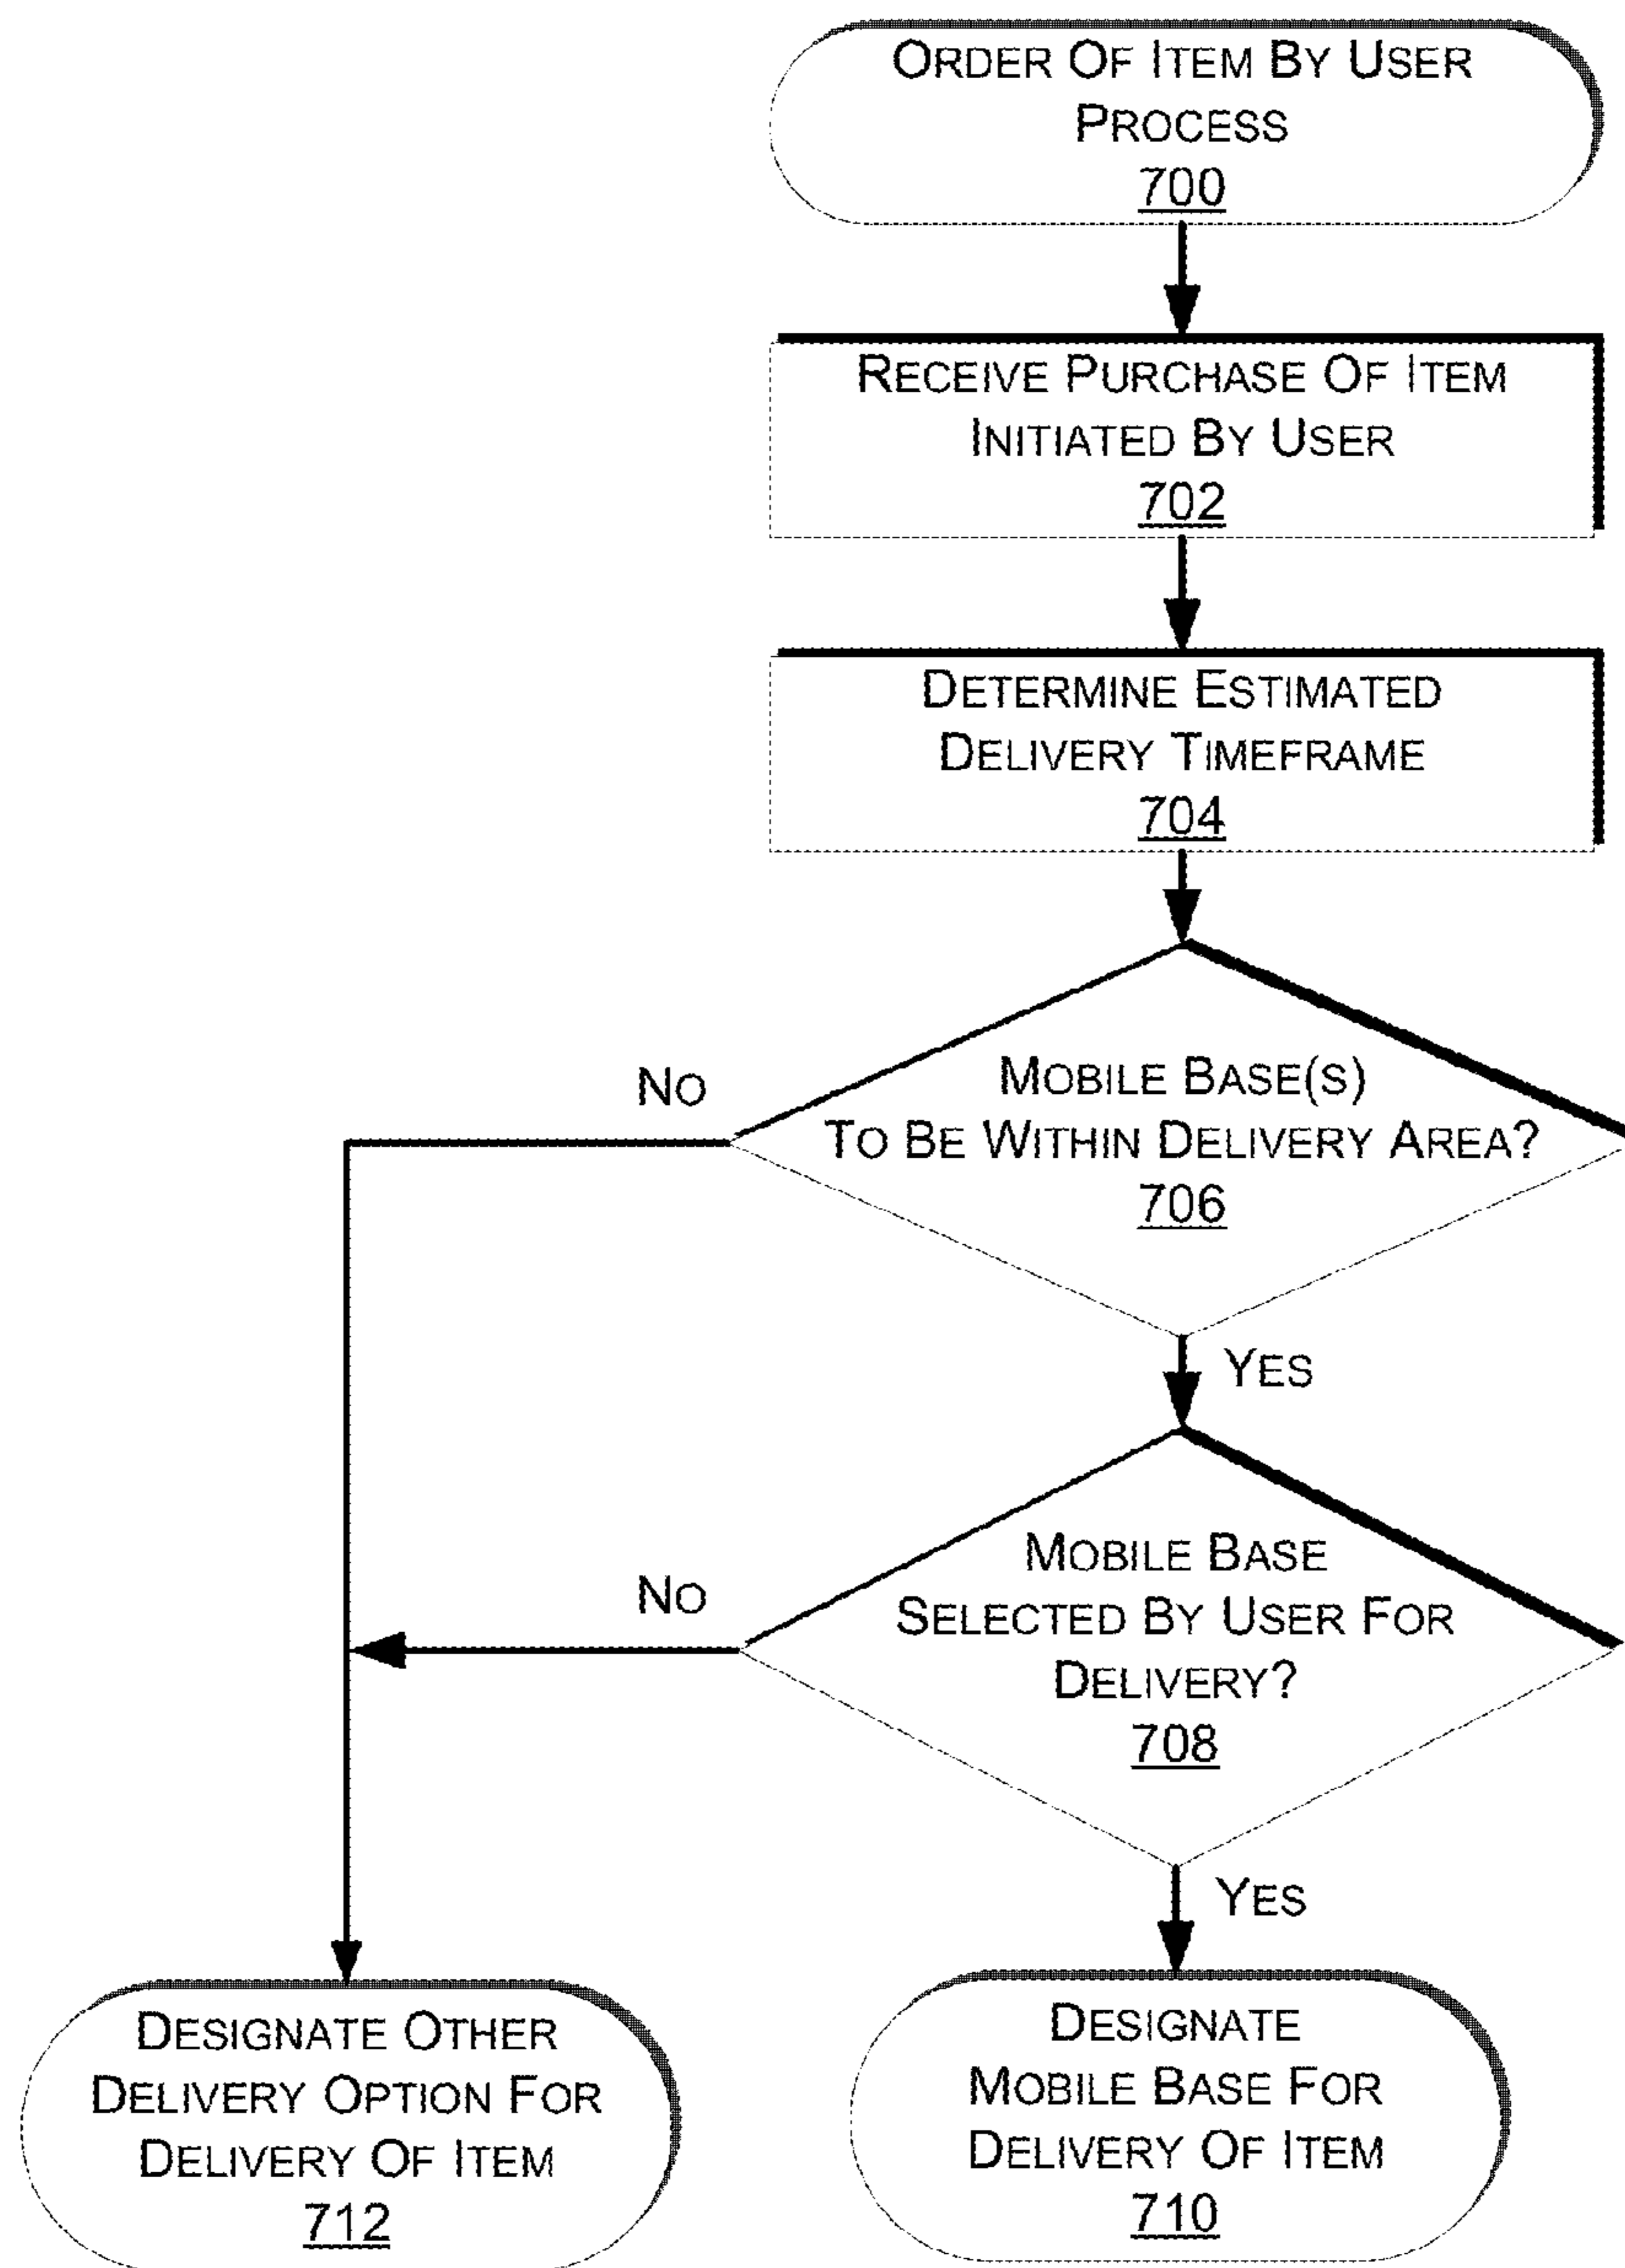 ORDER OF ITEM BY USER
PROCESS
700
RECEIVE PURCHASE OF ITEM
INITIATED BY USER
702
DETERMINE ESTIMATED
DELIVERY TIMEFRAME
704
NO
MOBILE BASE(S)
TO BE WITHIN DELIVERY AREA?
706
YES
NO
MOBILE BASE
SELECTED BY USER FOR
DELIVERY?
708
YES
DESIGNATE OTHER
DELIVERY OPTION FOR
DELIVERY OF ITEM
712
DESIGNATE
MOBILE BASE FOR
DELIVERY OF ITEM
710